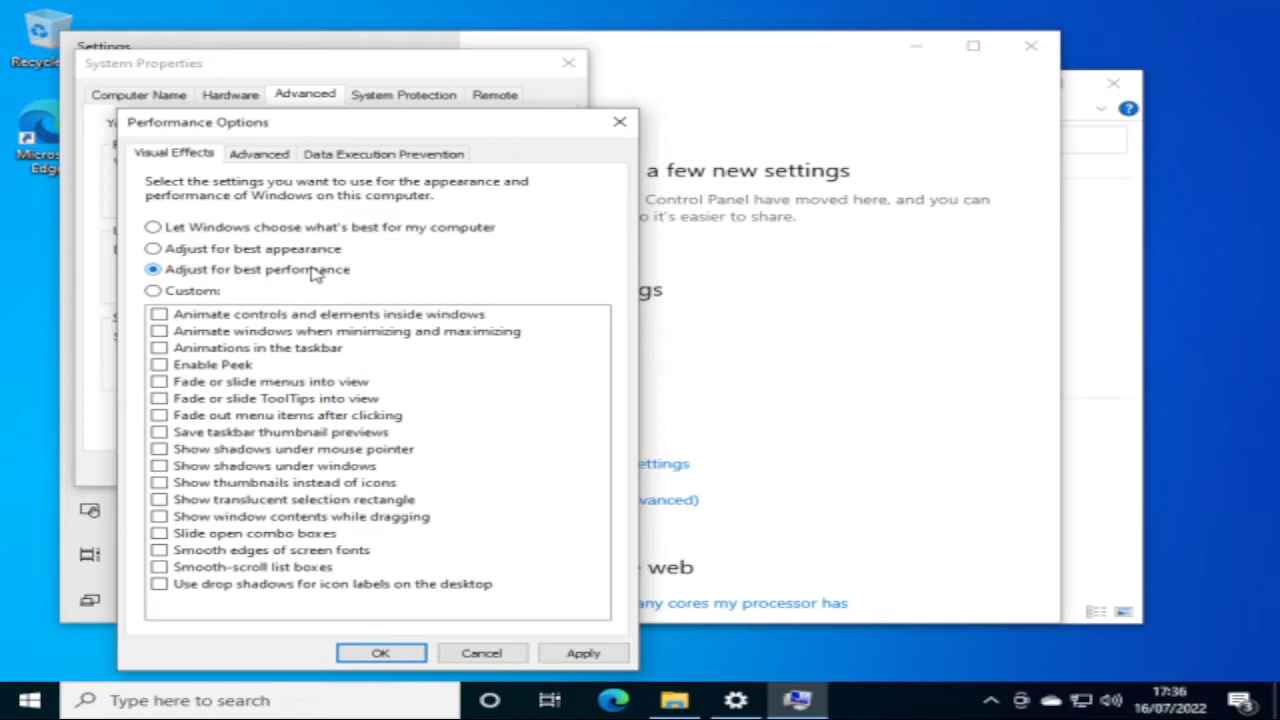 Recycle
Micros
Edge
Settings
System Properties
Computer Name
Hardware
Advanced
System Protection
Remote
Performance Options
Visual Effects
Advanced
Data Execution Prevention
Select the settings you want to use for the appearance and
performance of Windows on this computer.
Let Windows choose what's best for my computer
Adjust for best appearance
Adjust for best performance
Custom:
Animate controls and elements inside windows
Animate windows when minimizing and maximizing
Animations in the taskbar
Enable Peek
Fade or slide menus into view
Fade or slide ToolTips into view
Fade out menu items after clicking
Save taskbar thumbnail previews
Show shadows under mouse pointer
Show shadows under windows
Show thumbnails instead of icons
Show translucent selection rectangle
Show window contents while dragging
Slide open combo boxes
Smooth edges of screen fonts
Smooth-scroll list boxes
Use drop shadows for icon labels on the desktop
OK
Cancel
Apply
a few new settings
Control Panel have moved here, and you can
o it's easier to share.
gs
ettings
vanced)
web
any cores my processor has
Type here to search
17:36
16/07/2022
3